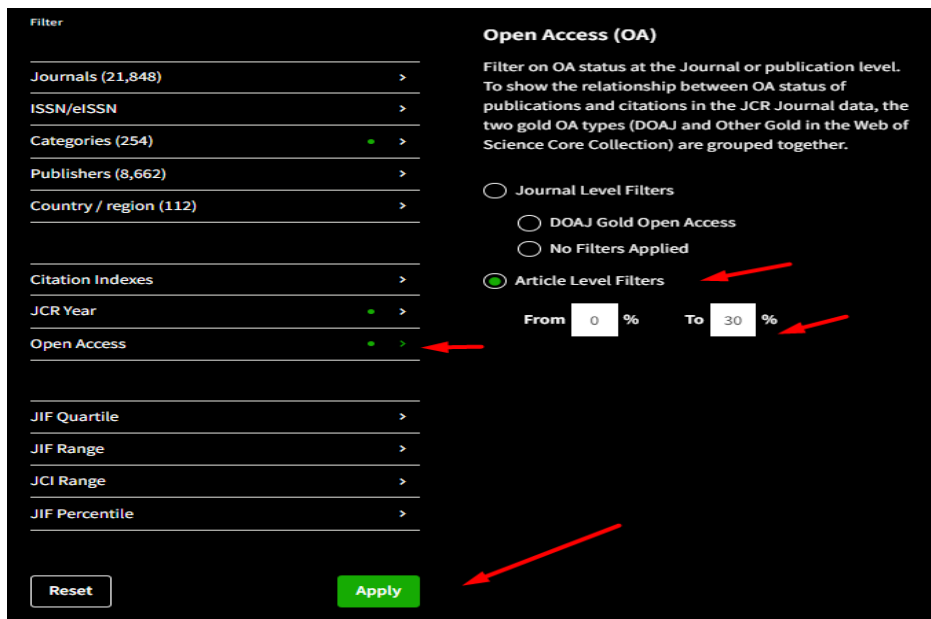 Filter
Journals (21,848)
ISSN/eISSN
Categories (254)
Publishers (8,662)
Country / region (112)
Citation Indexes
JCR Year
Open Access
JIF Quartile
JIF Range
JCI Range
JIF Percentile
Reset
Apply
Open Access (OA)
Filter on OA status at the Journal or publication level.
To show the relationship between OA status of
publications and citations in the JCR Journal data, the
two gold OA types (DOAJ and Other Gold in the Web of
Science Core Collection) are grouped together.
Journal Level Filters
DOAJ Gold Open Access
No Filters Applied
Article Level Filters
From 0 % To 30 %